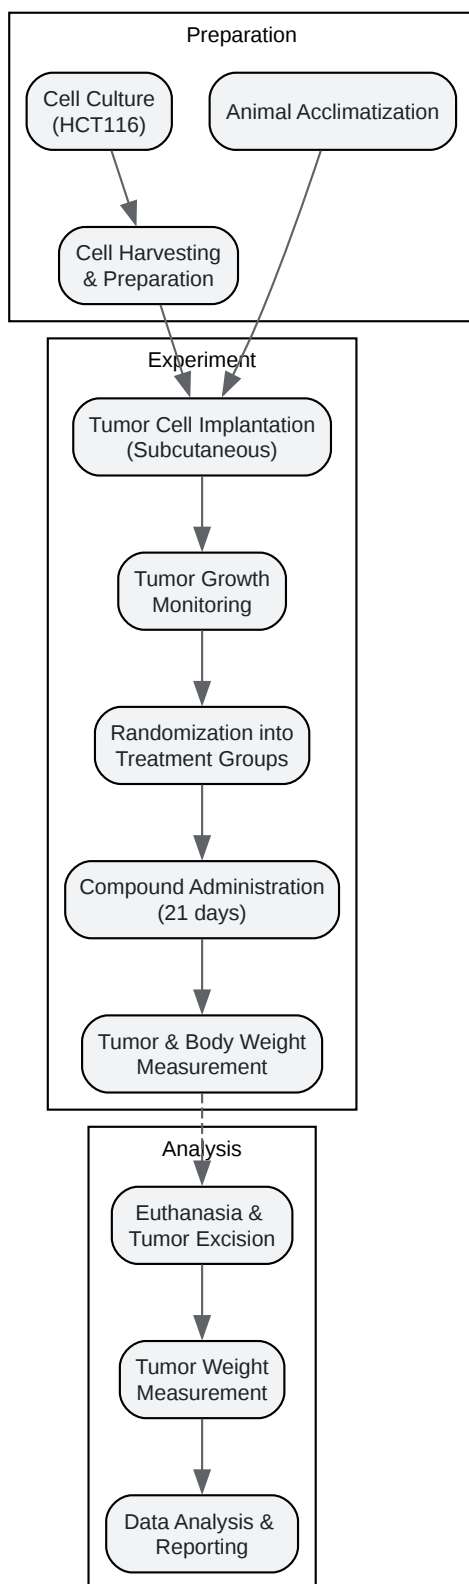 Preparation
Cell Culture
(HCT116)
Animal Acclimatization
Cell Harvesting
& Preparation
Experiment
Tumor Cell Implantation
(Subcutaneous)
Tumor Growth
Monitoring
Randomization into
Treatment Groups
Compound Administration
(21 days)
Tumor & Body Weight
Measurement
Analysis
Euthanasia &
Tumor Excision
Tumor Weight
Measurement
Data Analysis &
Reporting